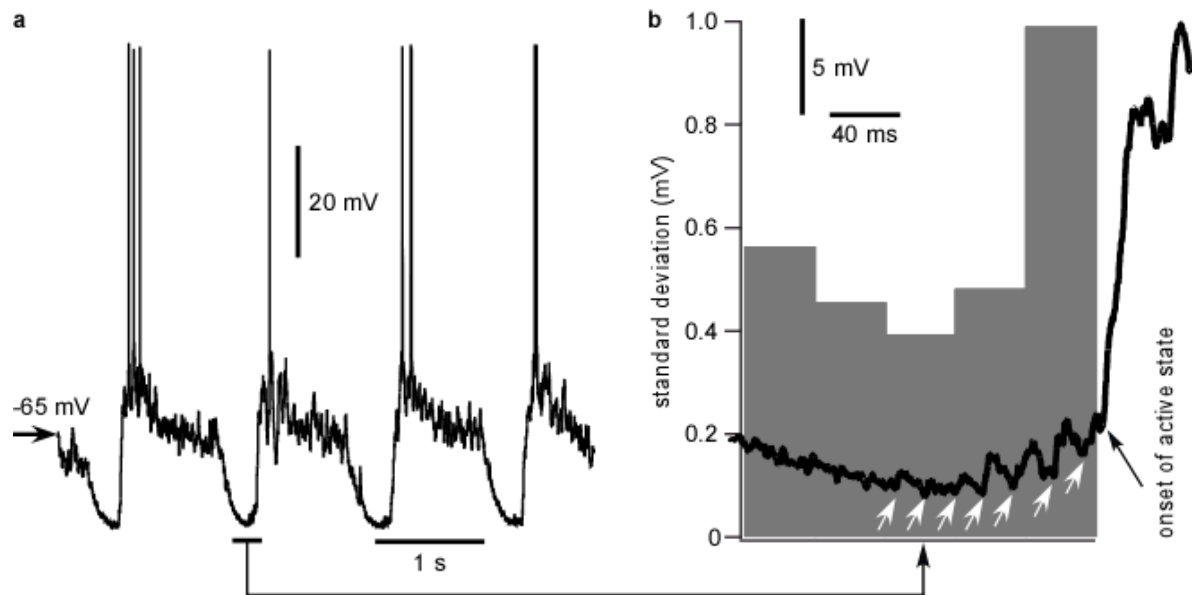 a
-65 mV
20 mV
1 s
b
standard deviation (mV)
1.0
0.8
0.6
0.4
0.2
0
5 mV
40 ms
onset of active state